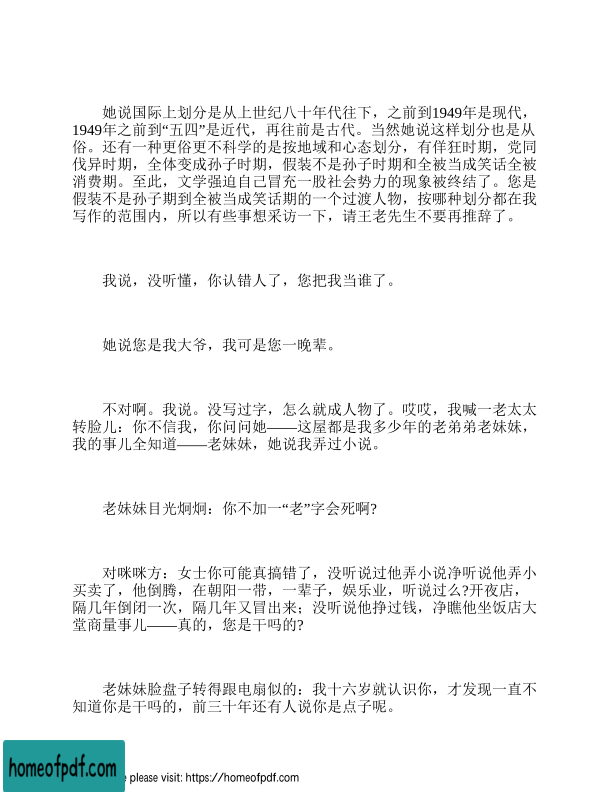 她说国际上划分是从上世纪八十年代往下，之前到1949年是现代，
1949年之前到“五四”是近代，再往前是古代。当然她说这样划分也是从
俗。还有一种更俗更不科学的是按地域和心态划分，有佯狂时期，党同
伐异时期，全体变成孙子时期，假装不是孙子时期和全被当成笑话全被
消费期。至此，文学强迫自己冒充一股社会势力的现象被终结了。您是
假装不是孙子期到全被当成笑话期的一个过渡人物，按哪种划分都在我
写作的范围内，所以有些事想采访一下，请王老先生不要再推辞了。
我说，没听懂，你认错人了，您把我当谁了。
她说您是我大爷，我可是您一晚辈。
不对啊。我说。没写过字，怎么就成人物了。哎哎，我喊一老太太
转脸儿：你不信我，你问问她——这屋都是我多少年的老弟弟老妹妹，
我的事儿全知道——老妹妹，她说我弄过小说。
老妹妹目光炯炯：你不加一“老”字会死啊?
对咪咪方：女士你可能真搞错了，没听说过他弄小说净听说他弄小
买卖了，他倒腾，在朝阳一带，一辈子，娱乐业，听说过么?开夜店，
隔几年倒闭一次，隔几年又冒出来；没听说他挣过钱，净瞧他坐饭店大
堂商量事儿——真的，您是干吗的?
老妹妹脸盘子转得跟电扇似的：我十六岁就认识你，才发现一直不
知道你是干吗的，前三十年还有人说你是点子呢。
homeofpdf.com
e please visit: https://homeofpdf.com